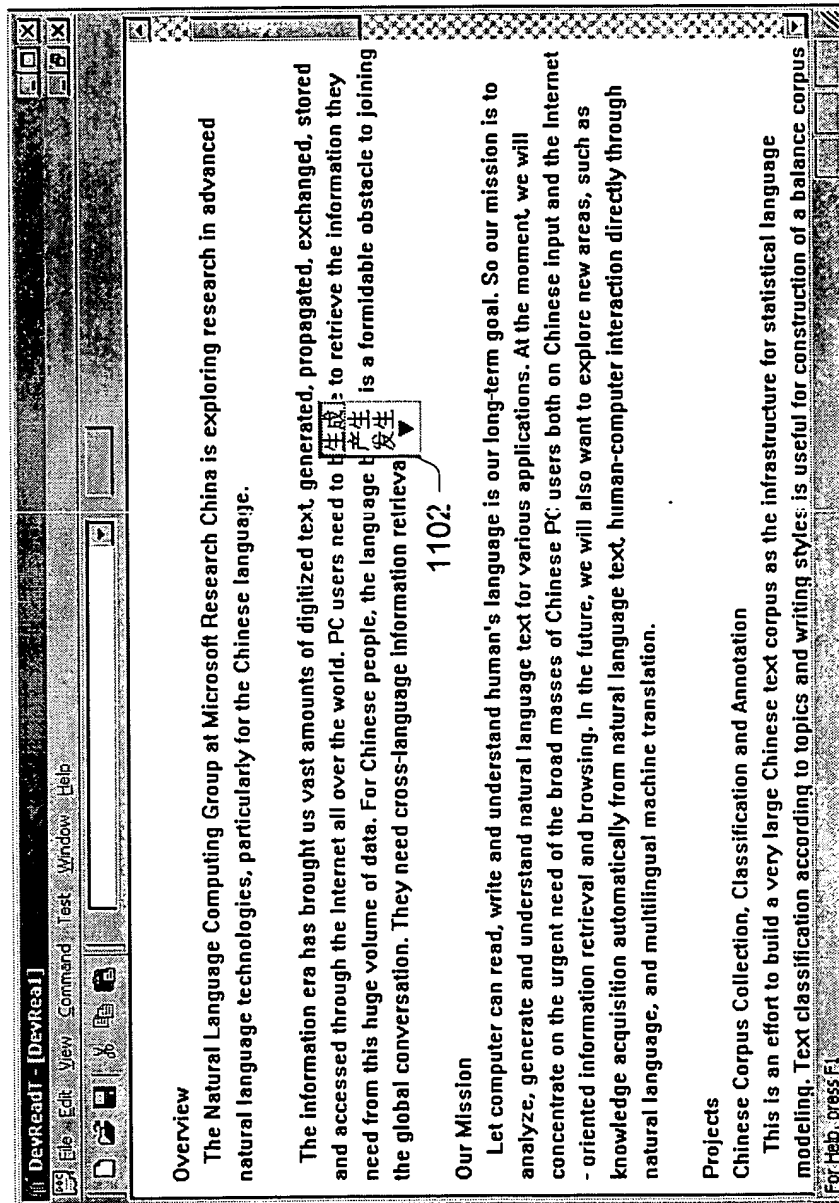 DevReadT - [DevRea1]
File Edit View Command Test Window Help
Overview
The Natural Language Computing Group at Microsoft Research China is exploring research in advanced
natural language technologies, particularly for the Chinese language.
The information era has brought us vast amounts of digitized text, generated, propagated, exchanged, stored
and accessed through the Internet all over the world. PC users need to b e to retrieve the information they
need from this huge volume of data. For Chinese people, the language b is a formidable obstacle to joining
the global conversation. They need cross-language information retrieva
生成
产生
发生
1102
Our Mission
Let computer can read, write and understand human's language is our long-term goal. So our mission is to
analyze, generate and understand natural language text for various applications. At the moment, we will
concentrate on the urgent need of the broad masses of Chinese PC users both on Chinese input and the Internet
- oriented information retrieval and browsing. In the future, we will also want to explore new areas, such as
knowledge acquisition automatically from natural language text, human-computer interaction directly through
natural language, and multilingual machine translation.
Projects
Chinese Corpus Collection, Classification and Annotation
This is an effort to build a very large Chinese text corpus as the infrastructure for statistical language
modeling. Text classification according to topics and writing styles is useful for construction of a balance corpus
For Help, press F1